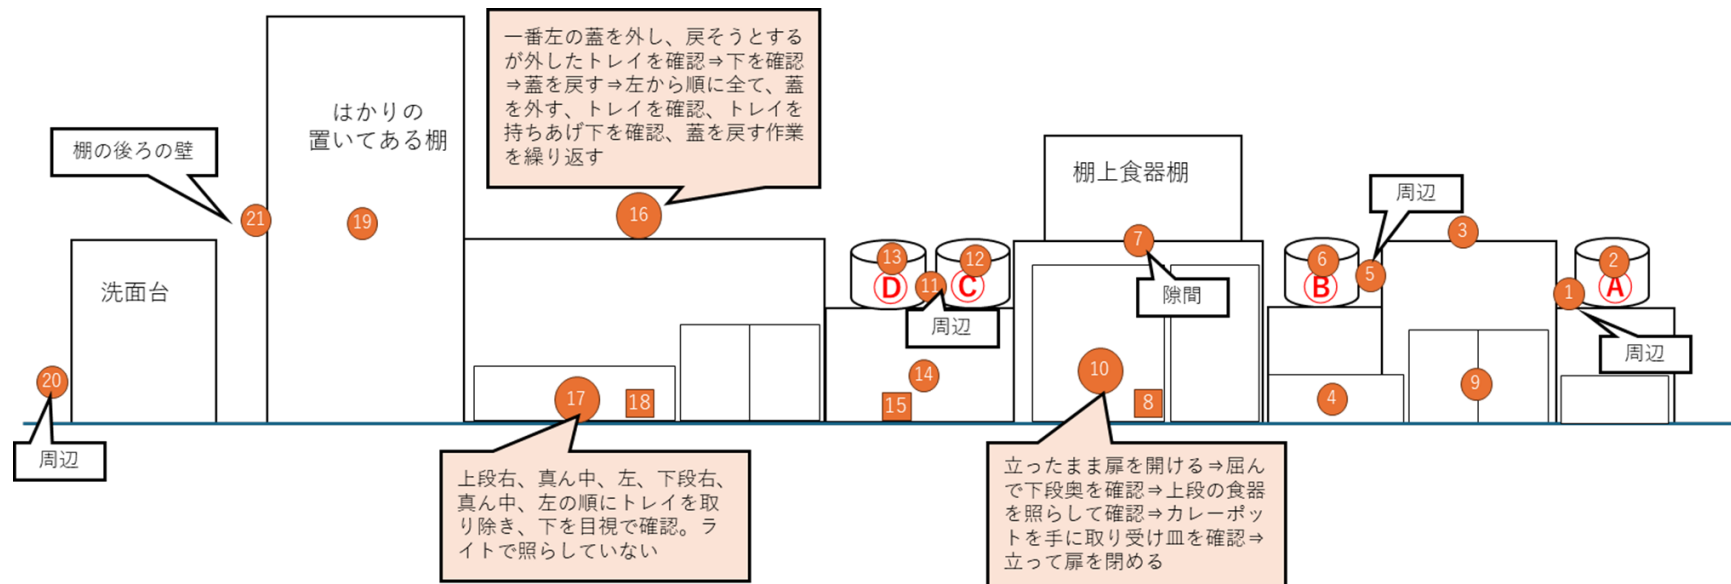 一番左の蓋を外し、戻そうとする
が外したトレイを確認⇒下を確認
⇒蓋を戻す⇒左から順に全て、蓋
を外す、トレイを確認、トレイを
持ちあげ下を確認、蓋を戻す作業
を繰り返す
はかりの
置いてある棚
棚の後ろの壁
棚上食器棚
周辺
21
19
16
7
3
13
12
6
5
2
D
11
C
B
1
A
洗面台
隙間
周辺
周辺
20
17
18
14
15
10
8
4
9
周辺
上段右、真ん中、左、下段右、
真ん中、左の順にトレイを取
り除き、下を目視で確認。ラ
イトで照らしていない
立ったまま扉を開ける⇒屈ん
で下段奥を確認⇒上段の食器
を照らして確認⇒カレーポッ
トを手に取り受け皿を確認⇒
立って扉を閉める